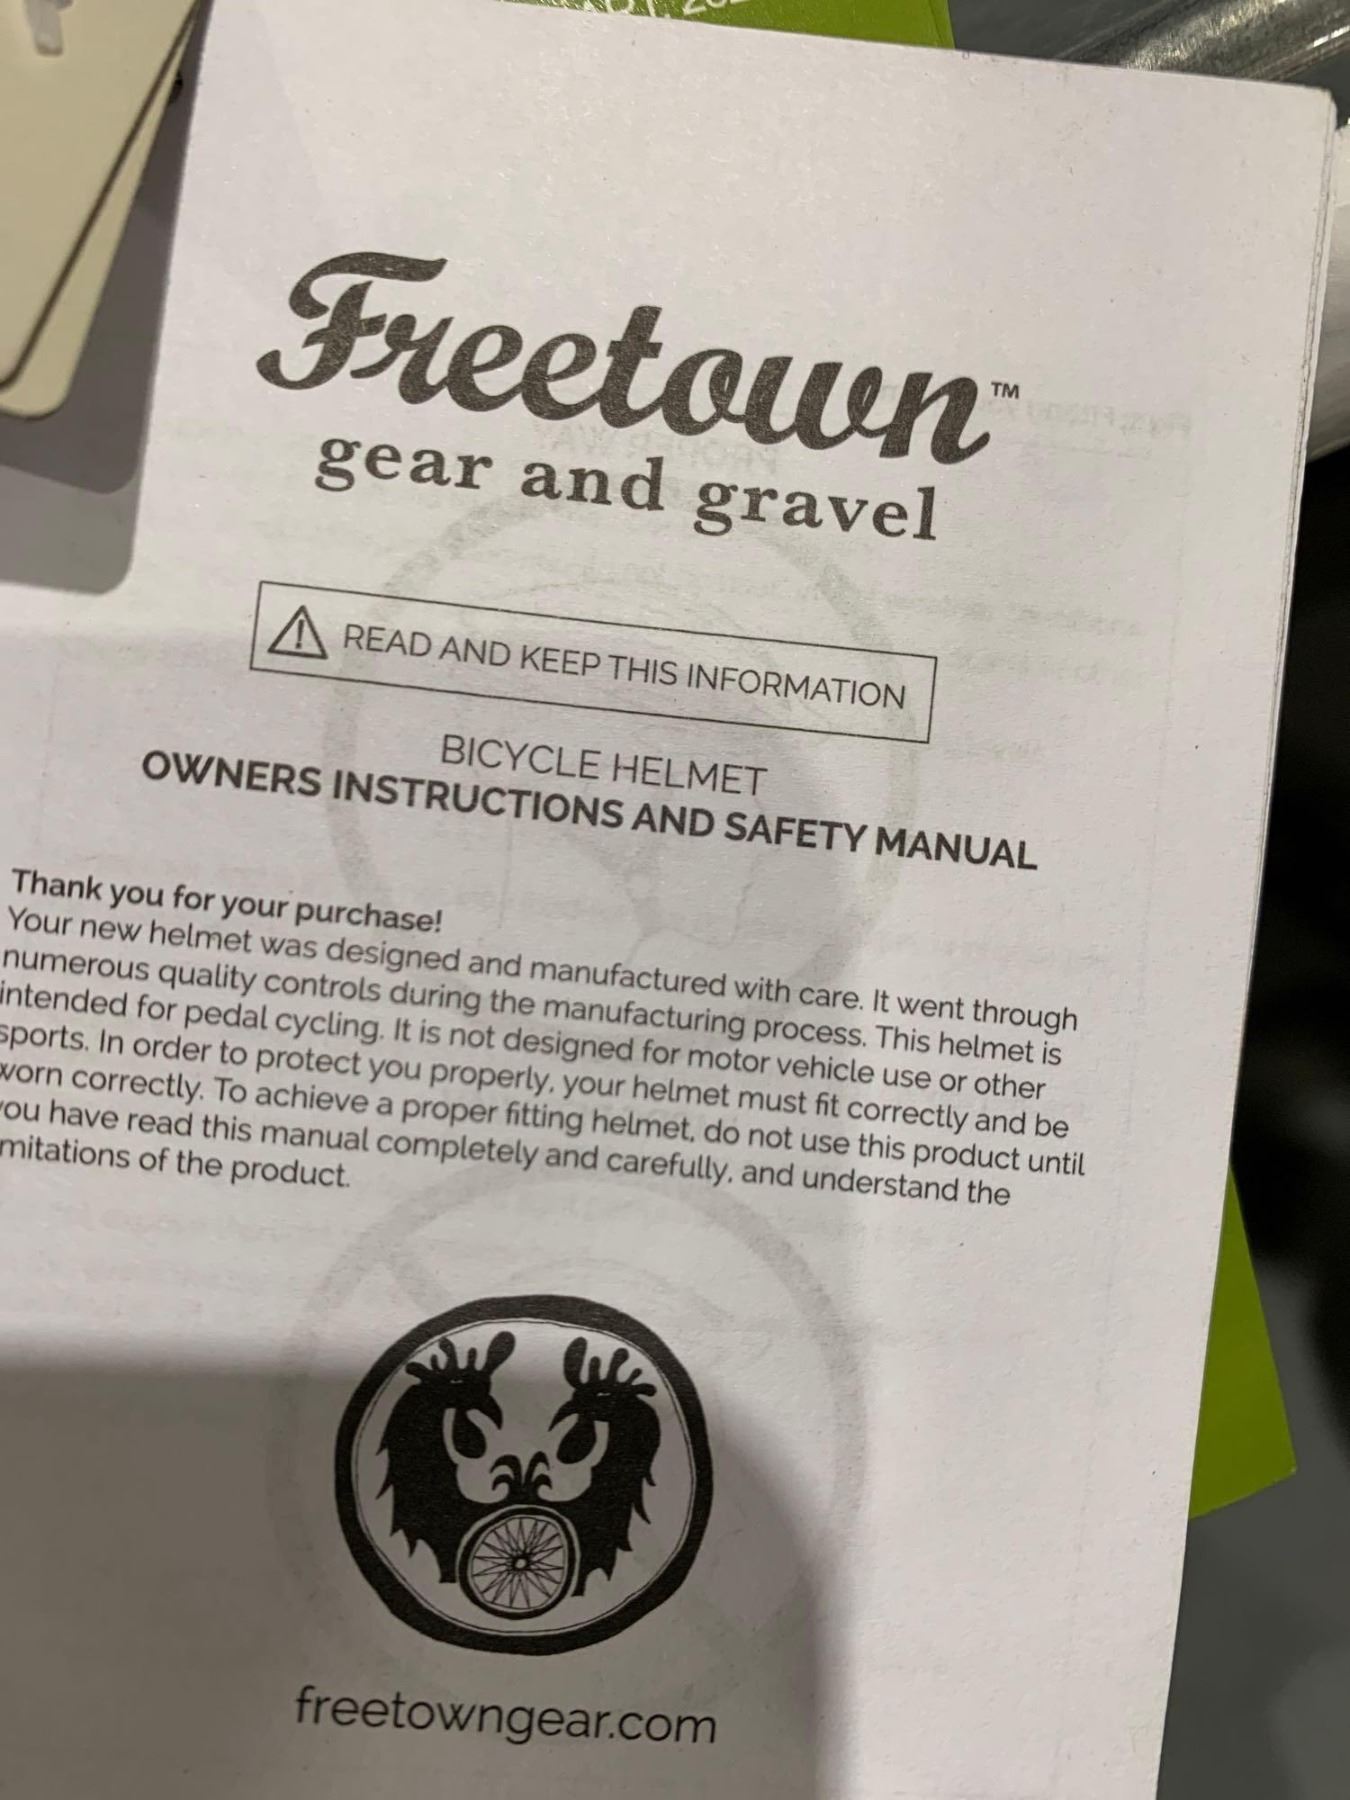 Freetown™
gear and gravel
READ AND KEEP THIS INFORMATION
BICYCLE HELMET
OWNERS INSTRUCTIONS AND SAFETY MANUAL
Thank you for your purchase!
Your new helmet was designed and manufactured with care. It went through
numerous quality controls during the manufacturing process. This helmet is
intended for pedal cycling. It is not designed for motor vehicle use or other
sports. In order to protect you properly, your helmet must fit correctly and be
worn correctly. To achieve a proper fitting helmet, do not use this product until
you have read this manual completely and carefully, and understand the
mitations of the product.
freetowngear.com